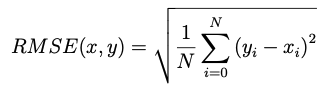 RMSE(x, y) = \sqrt{\frac{1}{N} \sum_{i=0}^{N} (y_i - x_i)^2}